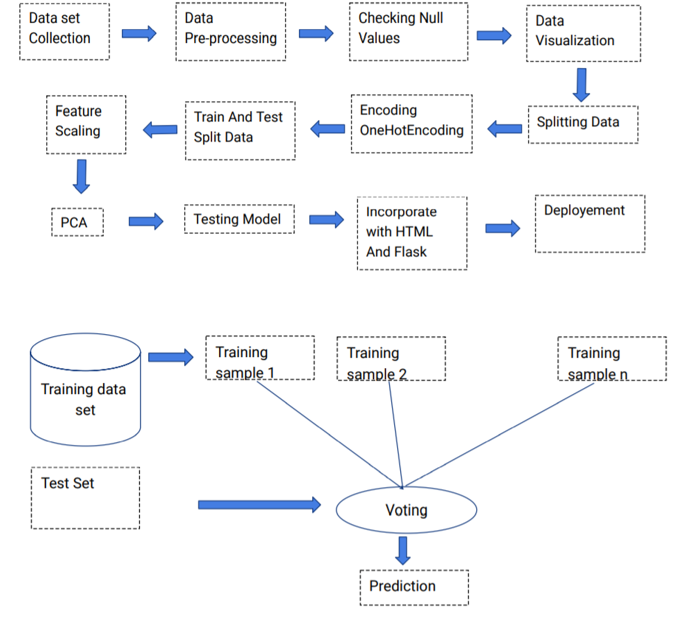 Data set
Collection
Data
Pre-processing
Checking Null
Values
Data
Visualization
Splitting Data
Encoding
OneHotEncoding
Train And Test
Split Data
Feature
Scaling
PCA
Testing Model
Incorporate
with HTML
And Flask
Deployement
Training data
set
Training
sample 1
Training
sample 2
Training
sample n
Test Set
Voting
Prediction